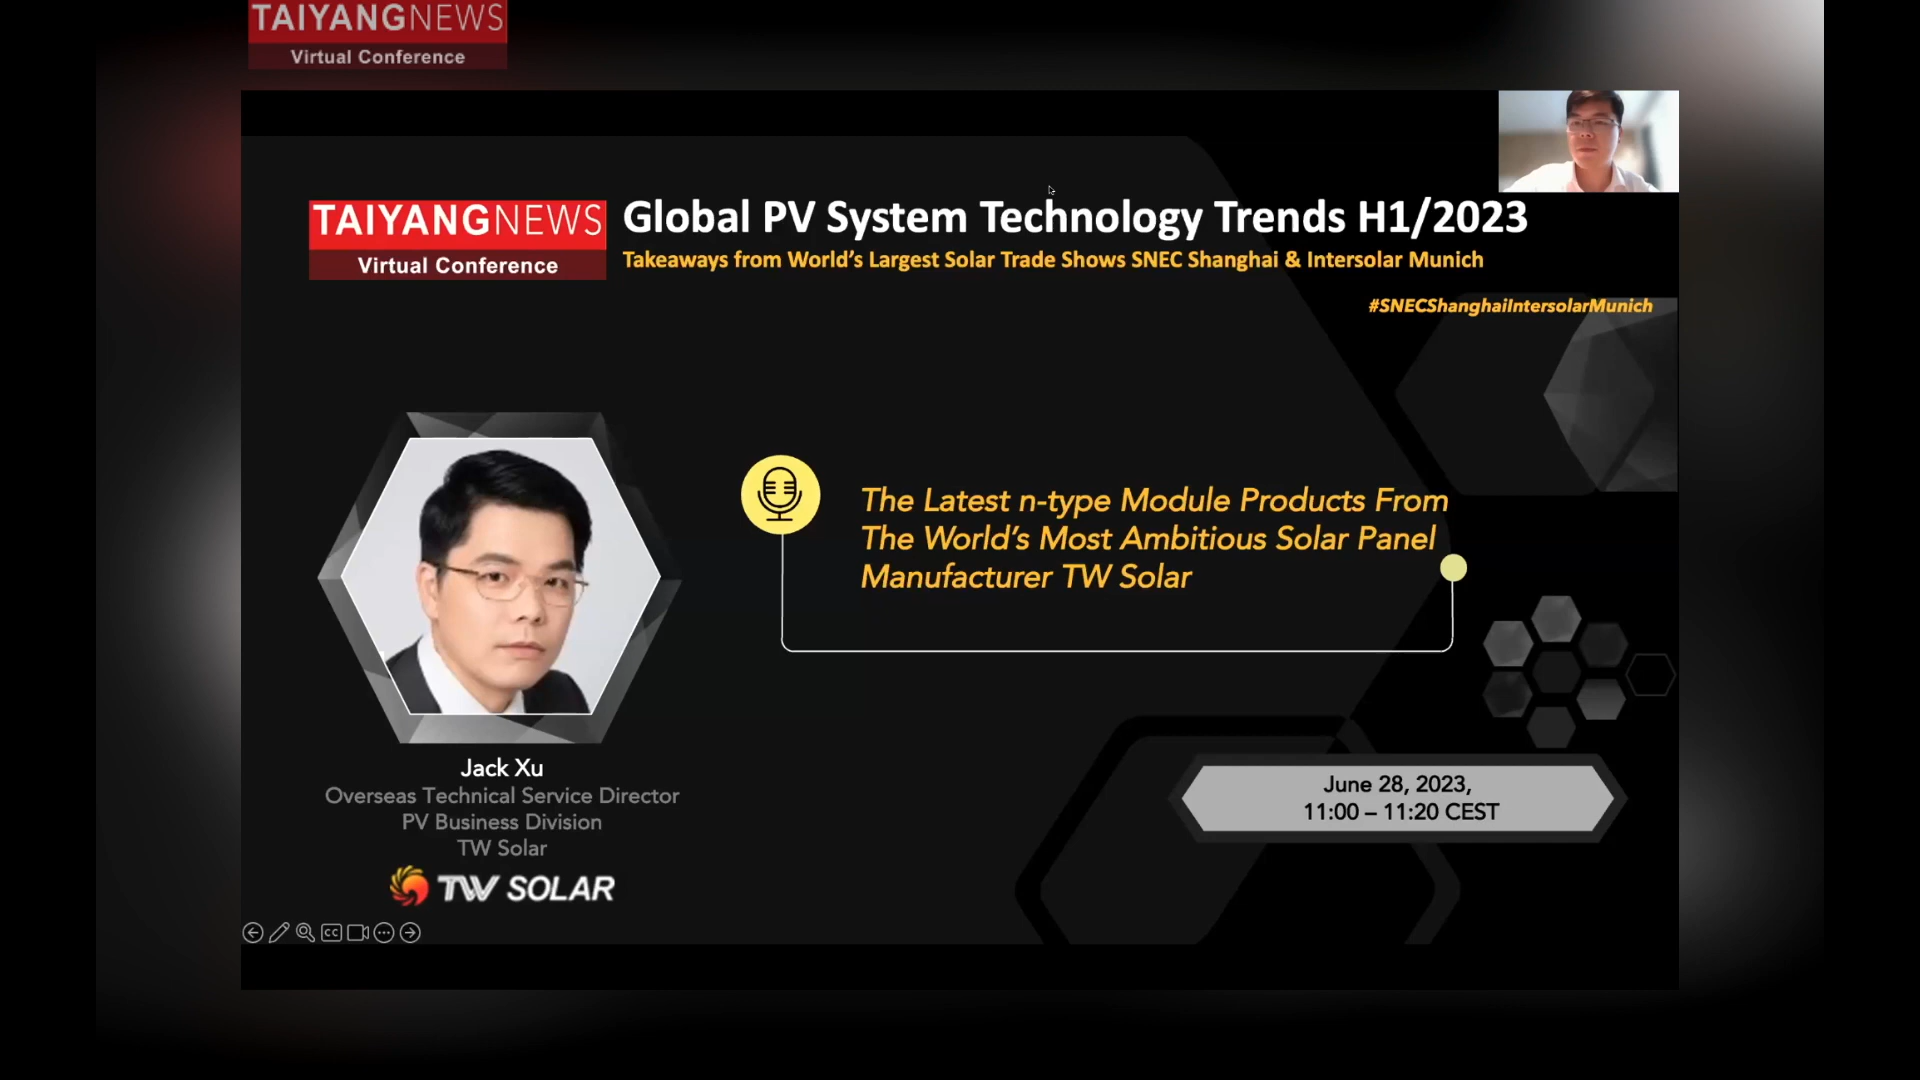 TAIYANGNEWS
Virtual Conference
TAIYANGNEWS
Virtual Conference
Global PV System Technology Trends H1/2023
Takeaways from World's Largest Solar Trade Shows SNEC Shanghai & Intersolar Munich
#SNECShanghaiIntersolarMunich
The Latest n-type Module Products From
The World's Most Ambitious Solar Panel
Manufacturer TW Solar
Jack Xu
Overseas Technical Service Director
PV Business Division
TW Solar
TW SOLAR
June 28, 2023,
11:00 – 11:20 CEST
CC